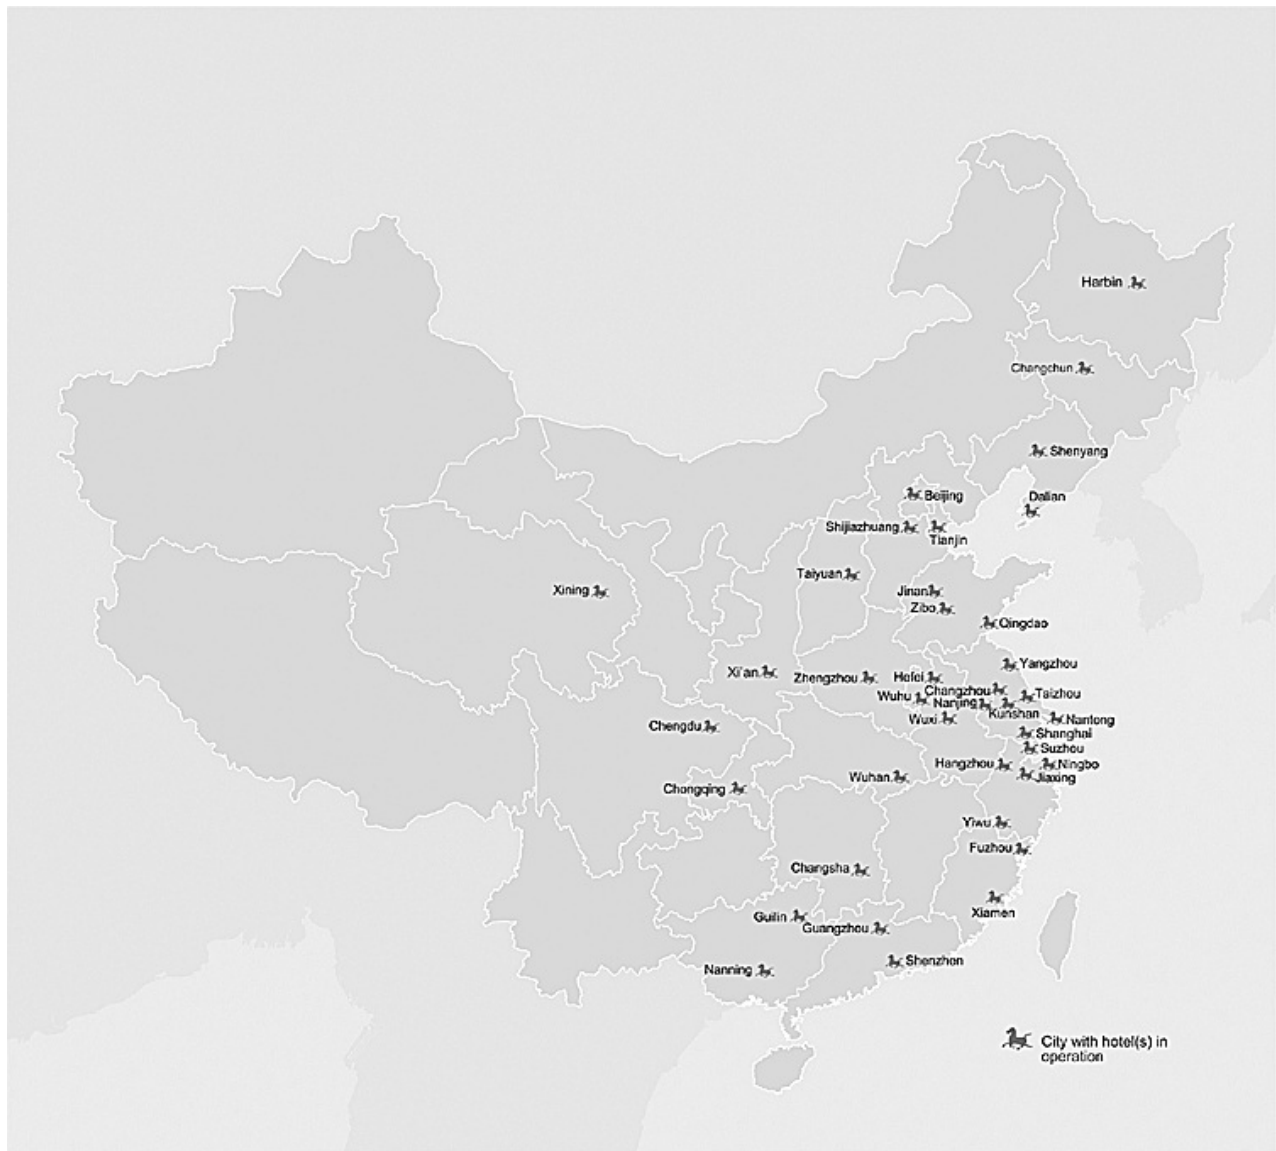 Harbin
Changchun
Shenyang
Beijing
Dalian
Shijiazhuang
Tianjin
Taiyuan
Xining
Jinan
Zibo
Qingdao
Yangzhou
Xi'an
Zhengzhou
Hefei
Changzhou
Taizhou
Wuhu
Nanjing
Kunshan
Wuxi
Nantong
Chengdu
Shanghai
Suzhou
Hangzhou
Ningbo
Wuhan
Jiaxing
Chongqing
Yiwu
Fuzhou
Changsha
Xiamen
Guilin
Guangzhou
Shenzhen
Nanning
City with hotel(s) in
operation